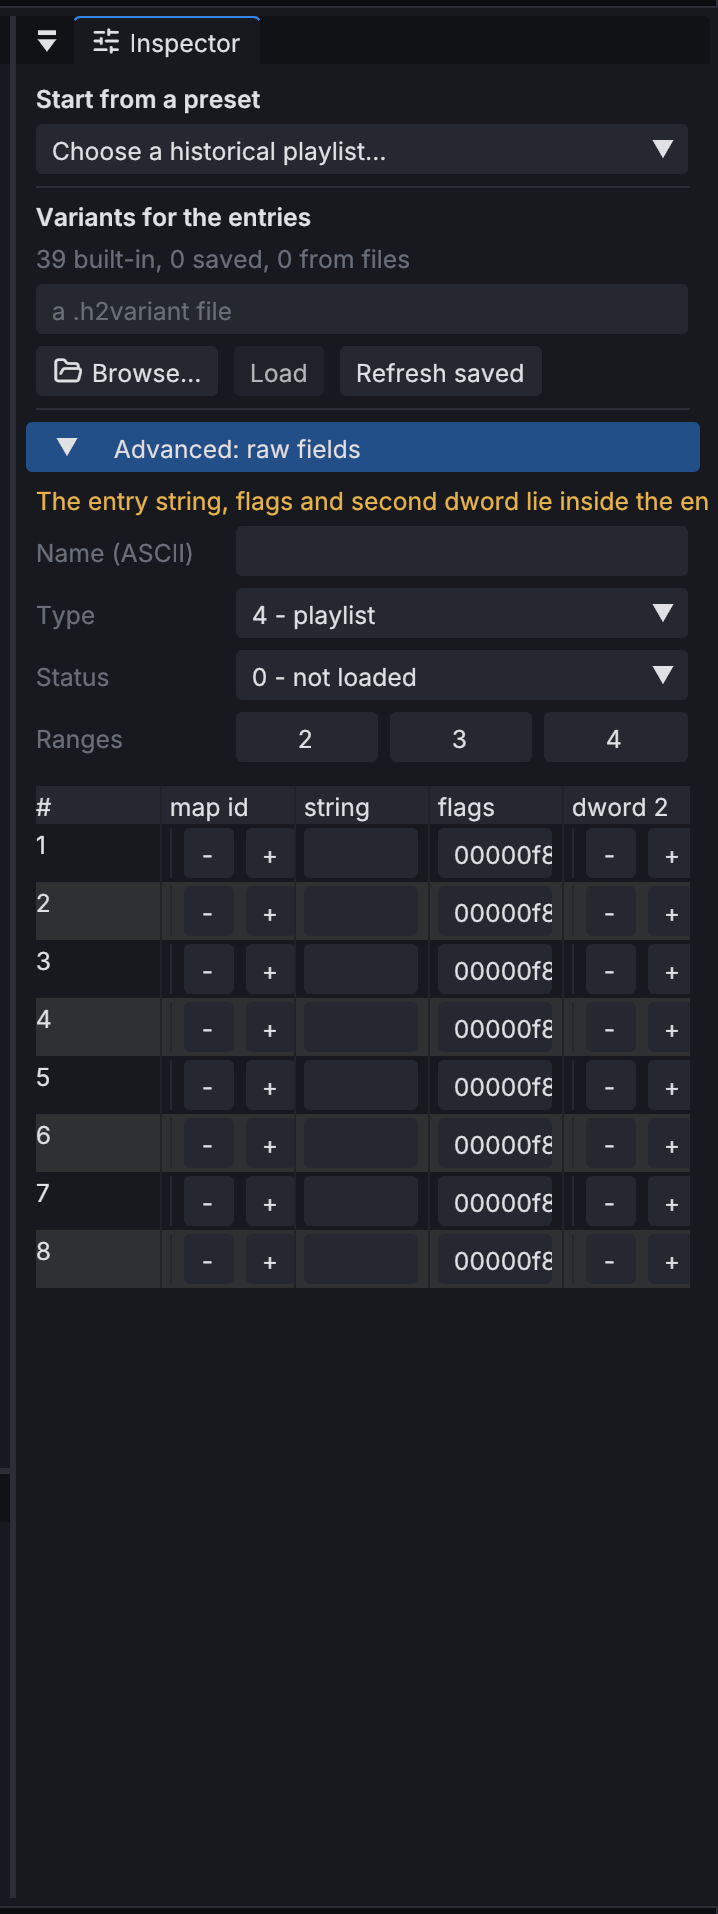 Inspector
Start from a preset
Choose a historical playlist...
Variants for the entries
39 built-in, 0 saved, 0 from files
a .h2variant file
Browse... Load Refresh saved
Advanced: raw fields
The entry string, flags and second dword lie inside the en
Name (ASCII)
Type 4 - playlist
Status 0 - not loaded
Ranges 2 3 4
# map id string flags dword 2
1 - + 00000f8 - +
2 - + 00000f8 - +
3 - + 00000f8 - +
4 - + 00000f8 - +
5 - + 00000f8 - +
6 - + 00000f8 - +
7 - + 00000f8 - +
8 - + 00000f8 - +